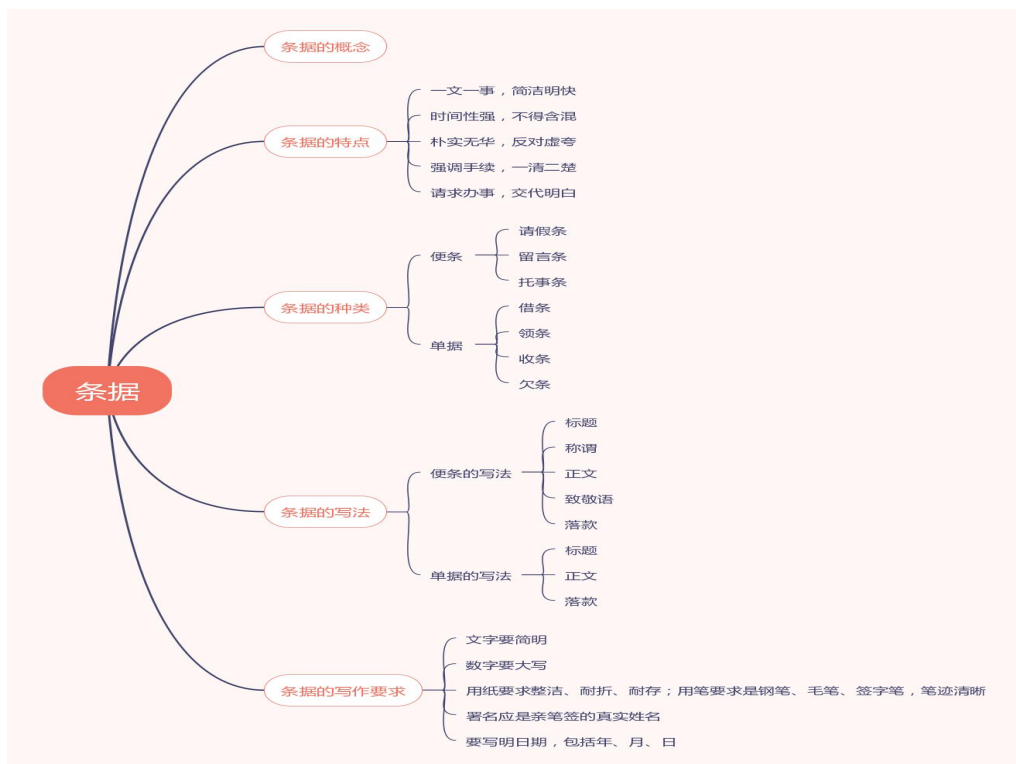 条据
条据的概念
条据的特点
一文一事，简洁明快
时间性强，不得含混
朴实无华，反对虚夸
强调手续，一清二楚
请求办事，交代明白
条据的种类
便条
请假条
留言条
托事条
单据
借条
领条
收条
欠条
条据的写法
便条的写法
标题
称谓
正文
致敬语
落款
单据的写法
标题
正文
落款
条据的写作要求
文字要简明
数字要大写
用纸要求整洁、耐折、耐存；用笔要求是钢笔、毛笔、签字笔，笔迹清晰
署名应是亲笔签的真实姓名
要写明日期，包括年、月、日